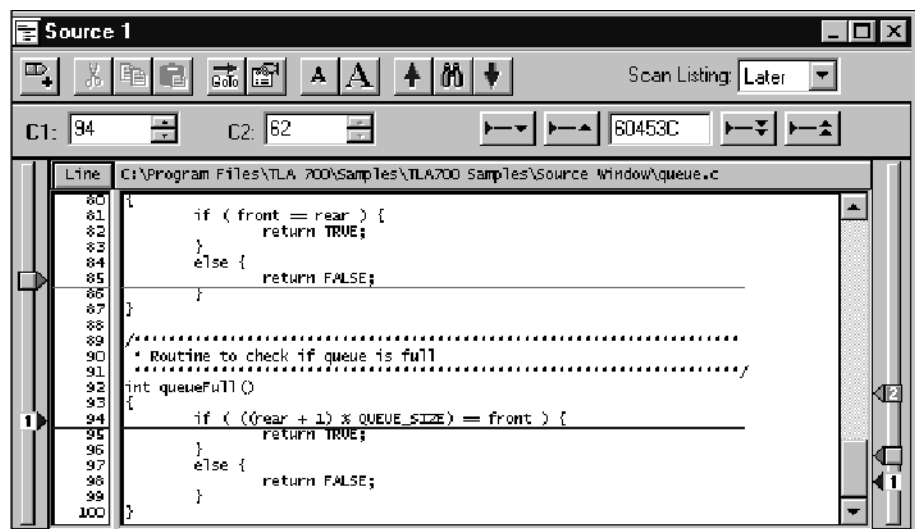 Source 1
GoTo A A Scan Listing: Later
C1: 94 C2: 62 60453C
Line C:\Program Files\TLA 700\Samples\TLA700 Samples\Source Window\queue.c
80 {
81 if ( front == rear ) {
82 return TRUE;
83 }
84 else {
85 return FALSE;
86 }
87 }
88
89 /******************************************************************
90 * Routine to check if queue is full
91 ******************************************************************/
92 int queueFull()
93 {
94 if ( ((rear + 1) % QUEUE_SIZE) == front ) {
95 return TRUE;
96 }
97 else {
98 return FALSE;
99 }
100 }
1
2
1